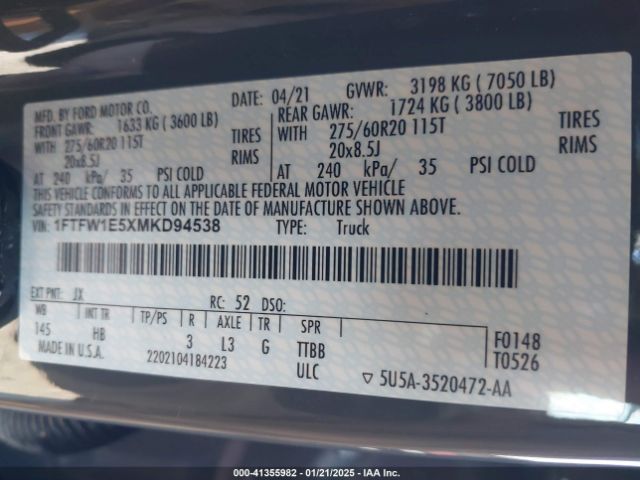 MFD. BY FORD MOTOR CO.
DATE: 04/21 GVWR: 3198 KG ( 7050 LB)
FRONT GAWR: 1633 KG ( 3600 LB)
REAR GAWR: 1724 KG ( 3800 LB)
WITH 275/60R20 115T TIRES
WITH 275/60R20 115T TIRES
20x8.5J RIMS
20x8.5J RIMS
AT 240 kPa/ 35 PSI COLD
AT 240 kPa/ 35 PSI COLD
THIS VEHICLE CONFORMS TO ALL APPLICABLE FEDERAL MOTOR VEHICLE
SAFETY STANDARDS IN EFFECT ON THE DATE OF MANUFACTURE SHOWN ABOVE.
VIN: 1FTFW1E5XMKD94538 TYPE: Truck
EXT PNT: JX RC: 52 DSO:
WB INT TR TP/PS R AXLE TR SPR
145 HB 3 L3 G TTBB
F0148
T0526
MADE IN U.S.A. 2202104184223 ULC
▽ 5U5A-3520472-AA
000-41355982 / 01/21/2025 - IAAI.COM